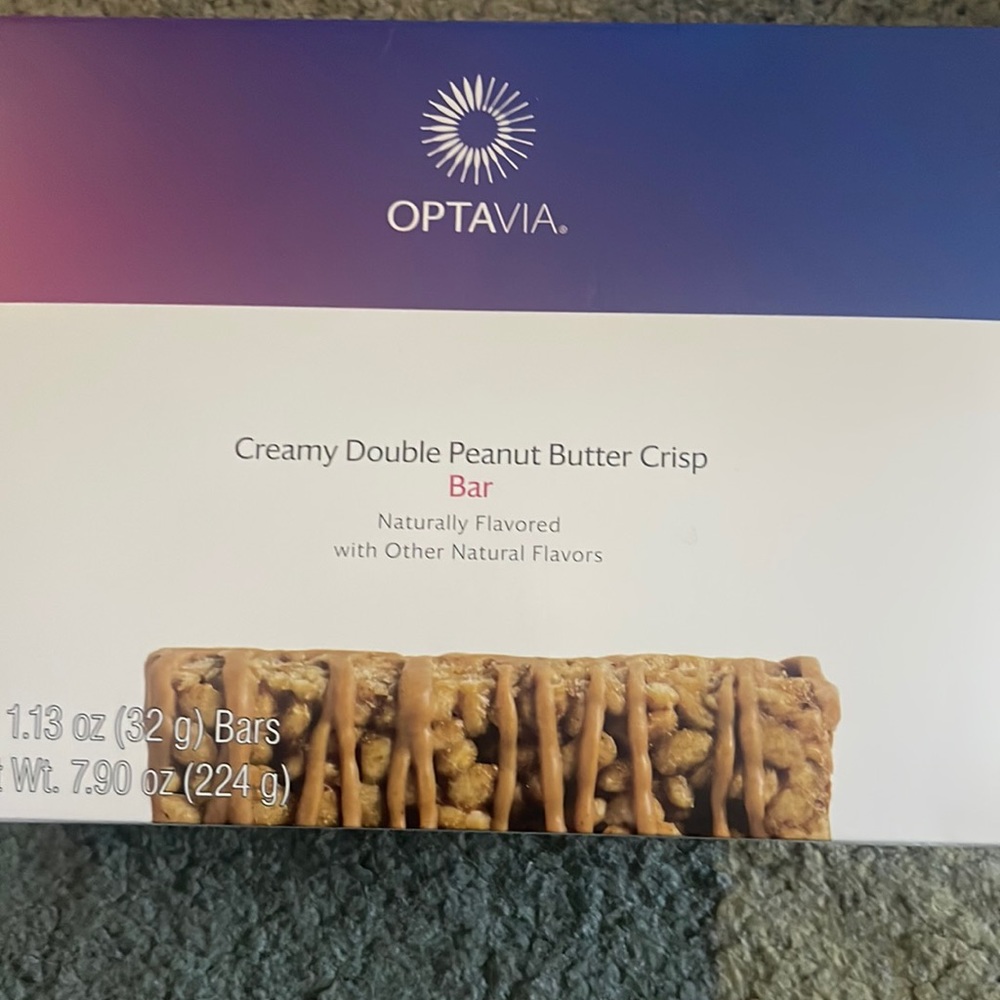 OPTAVIA®
Creamy Double Peanut Butter Crisp
Bar
Naturally Flavored
with Other Natural Flavors
1.13 oz (32 g) Bars
Wt. 7.90 oz (224 g)